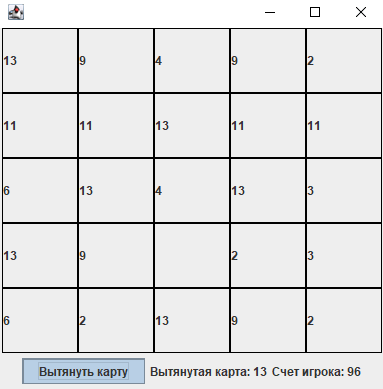 13 9 4 9 2
11 11 13 11 11
6 13 4 13 3
13 9 2 3
6 2 13 9 2
Вытянуть карту Вытянутая карта: 13 Счет игрока: 96